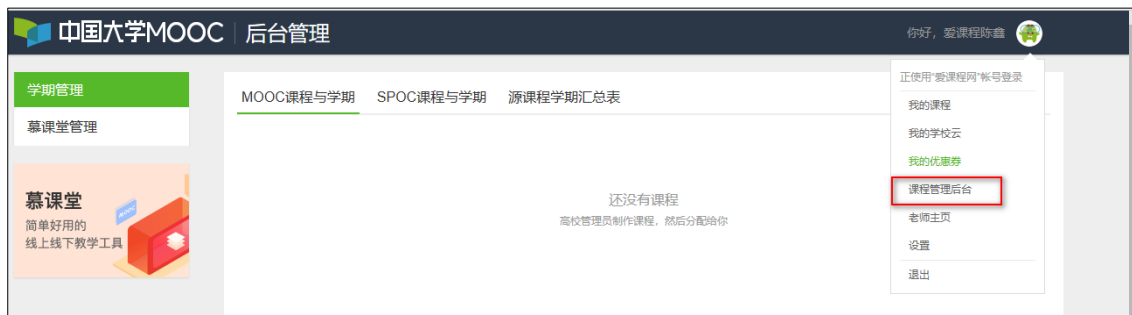 中国大学MOOC 后台管理
你好，爱课程陈鑫
学期管理
慕课堂管理
慕课堂
简单好用的
线上线下教学工具
MOOC课程与学期 SPOC课程与学期 源课程学期汇总表
还没有课程
高校管理员制作课程，然后分配给你
正使用"爱课程网"帐号登录
我的课程
我的学校云
我的优惠券
课程管理后台
老师主页
设置
退出